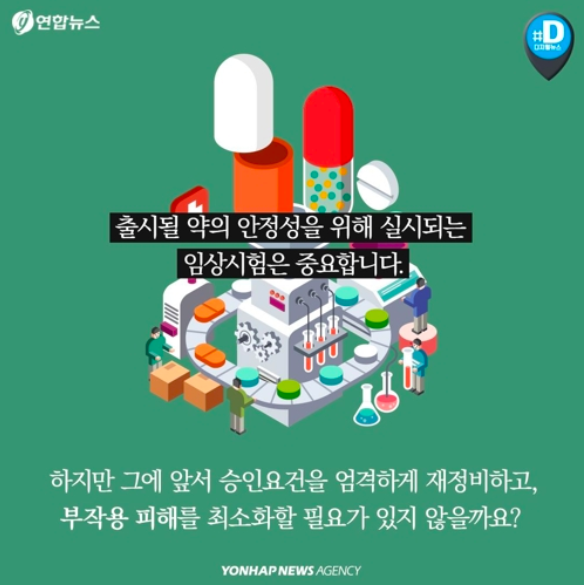 연합뉴스
#D
디지털뉴스
출시될 약의 안정성을 위해 실시되는
임상시험은 중요합니다.
하지만 그에 앞서 승인요건을 엄격하게 재정비하고,
부작용 피해를 최소화할 필요가 있지 않을까요?
YONHAP NEWS AGENCY